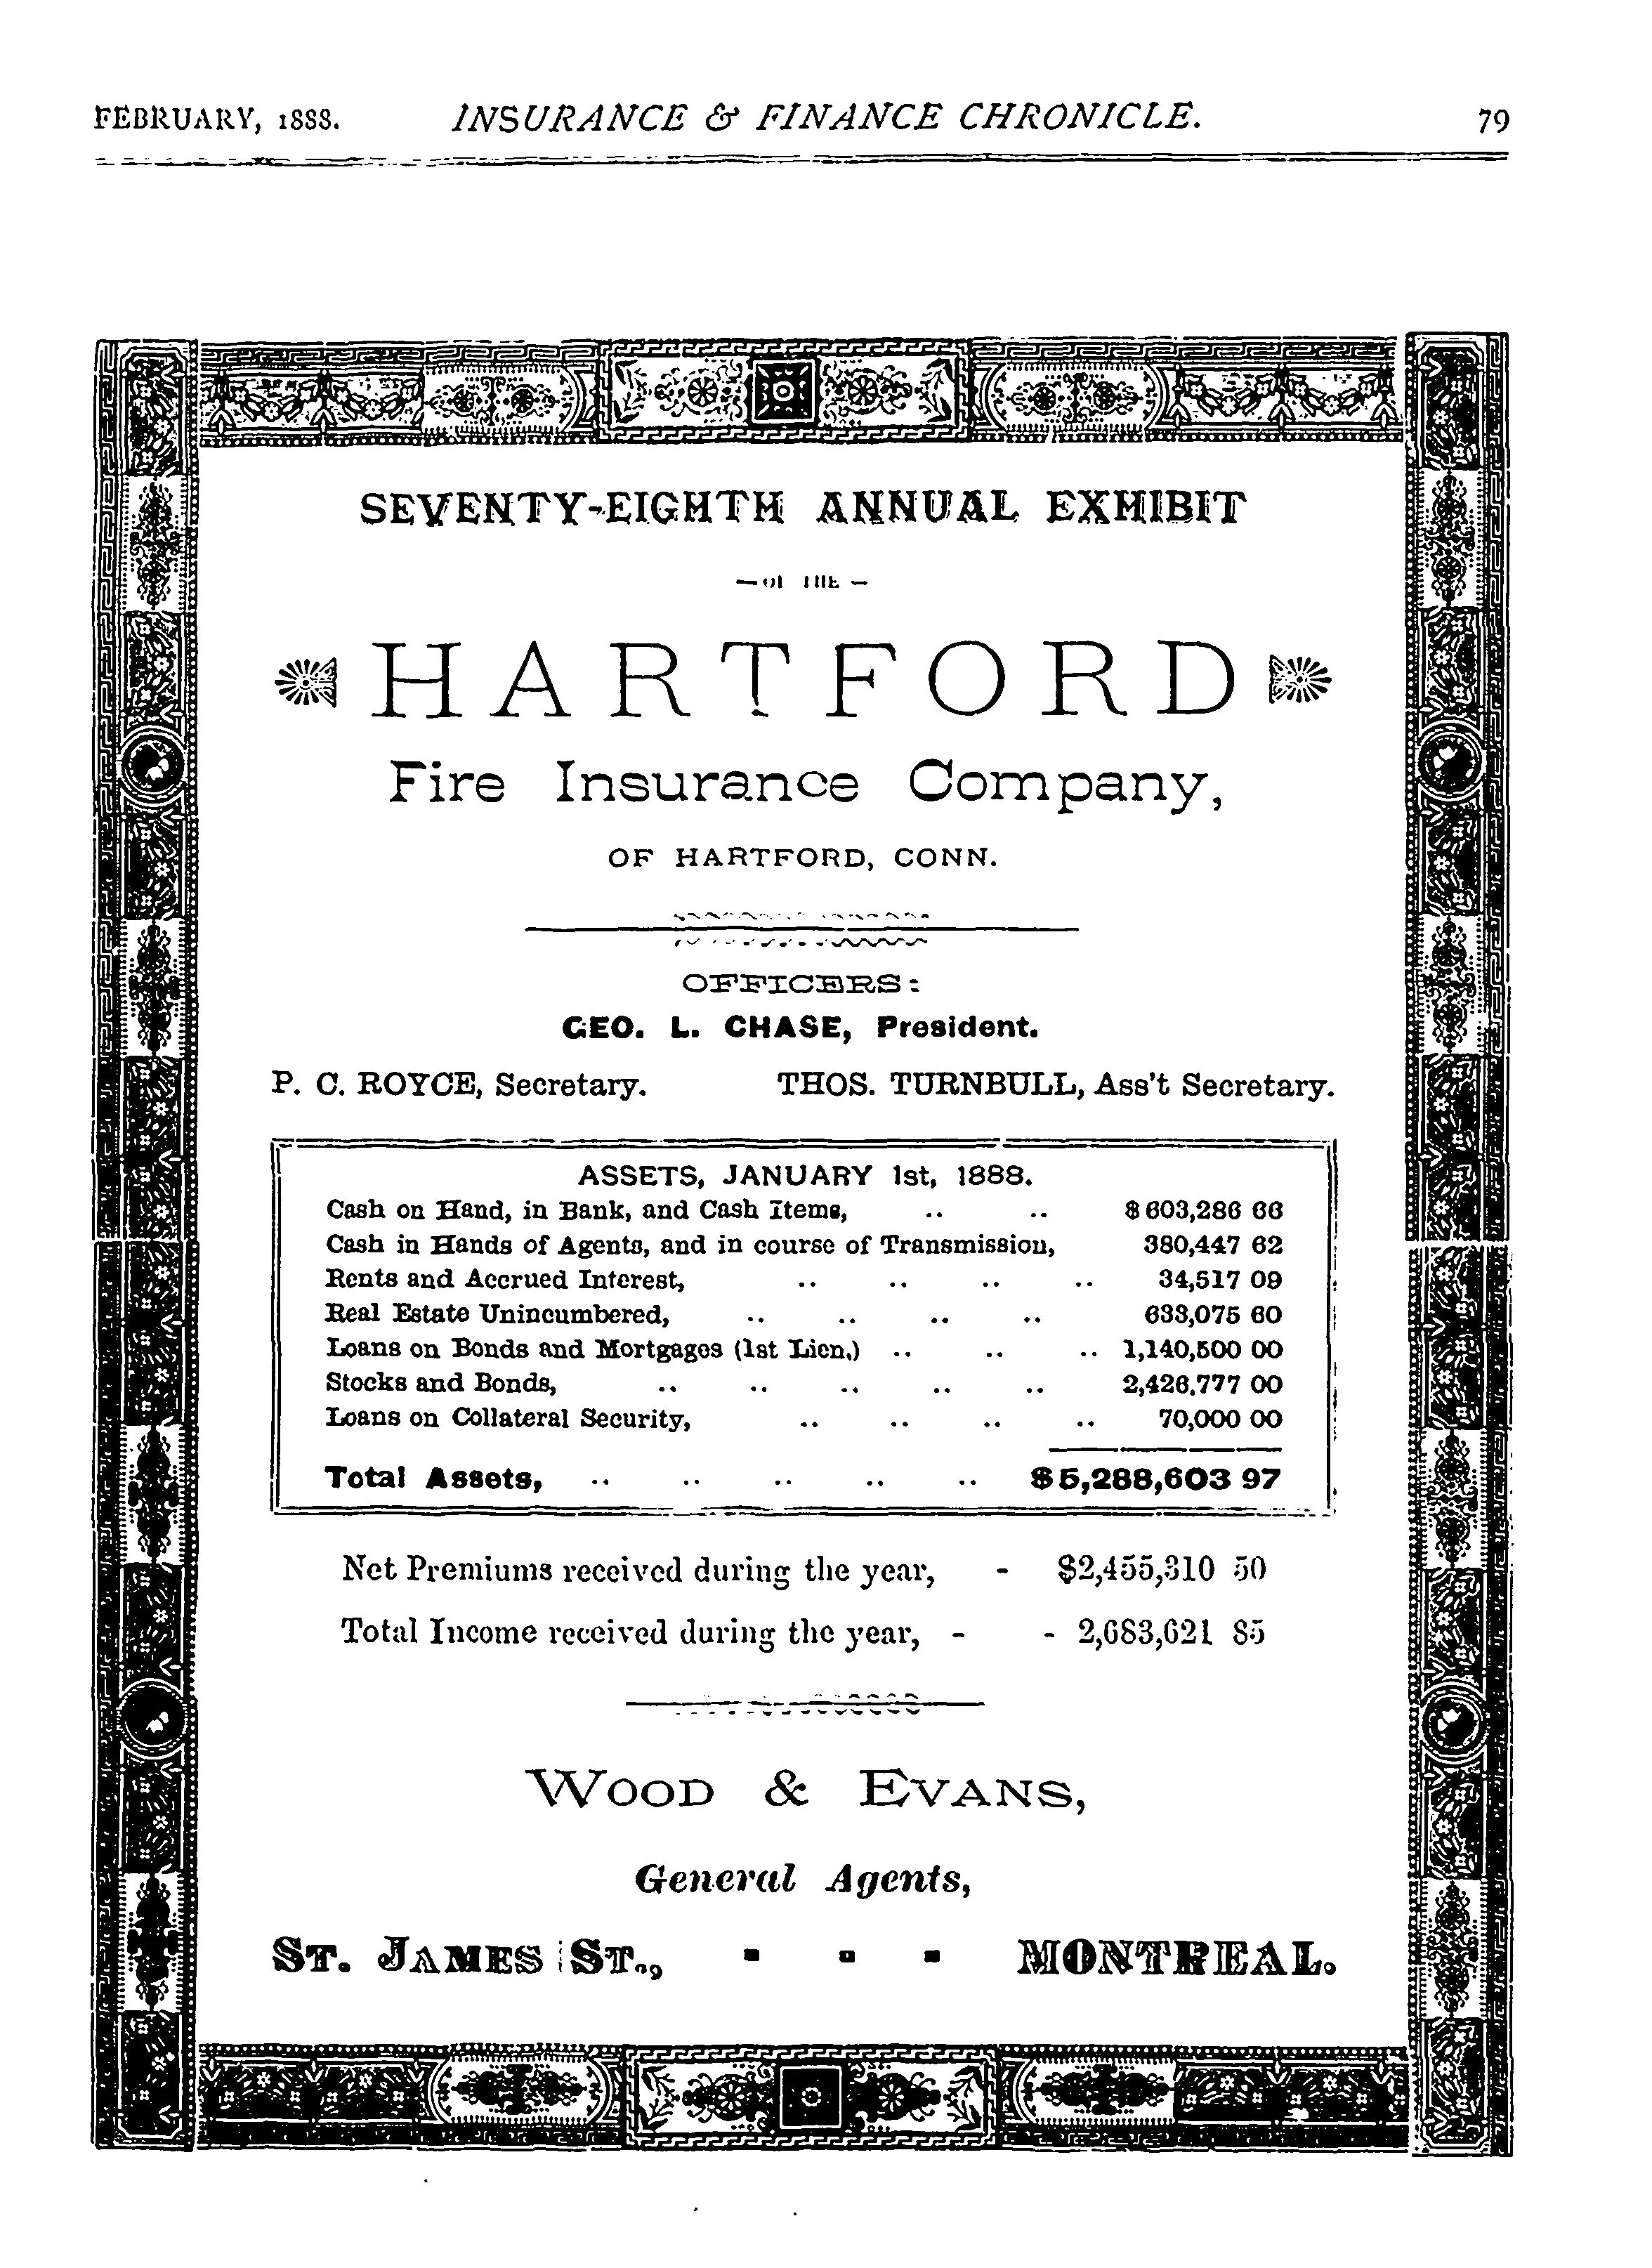 FEBRUARY, 1888. INSURANCE & FINANCE CHRONICLE. 79
SEVENTY-EIGHTH ANNUAL EXHIBIT
— OF THE —
HARTFORD
Fire Insurance Company,
OF HARTFORD, CONN.
OFFICERS:
GEO. L. CHASE, President.
P. C. ROYCE, Secretary. THOS. TURNBULL, Ass't Secretary.
ASSETS, JANUARY 1st, 1888.
Cash on Hand, in Bank, and Cash Items, .. .. $603,286 66
Cash in Hands of Agents, and in course of Transmission, 380,447 62
Rents and Accrued Interest, .. .. .. .. 34,517 09
Real Estate Unincumbered, .. .. .. .. 633,075 60
Loans on Bonds and Mortgages (1st Lien,) .. .. .. 1,140,500 00
Stocks and Bonds, .. .. .. .. .. 2,426,777 00
Loans on Collateral Security, .. .. .. .. 70,000 00
Total Assets, .. .. .. .. .. $5,288,603 97
Net Premiums received during the year, - $2,455,310 50
Total Income received during the year, - - 2,683,621 85
WOOD & EVANS,
General Agents,
ST. JAMES ST., - - - MONTREAL.